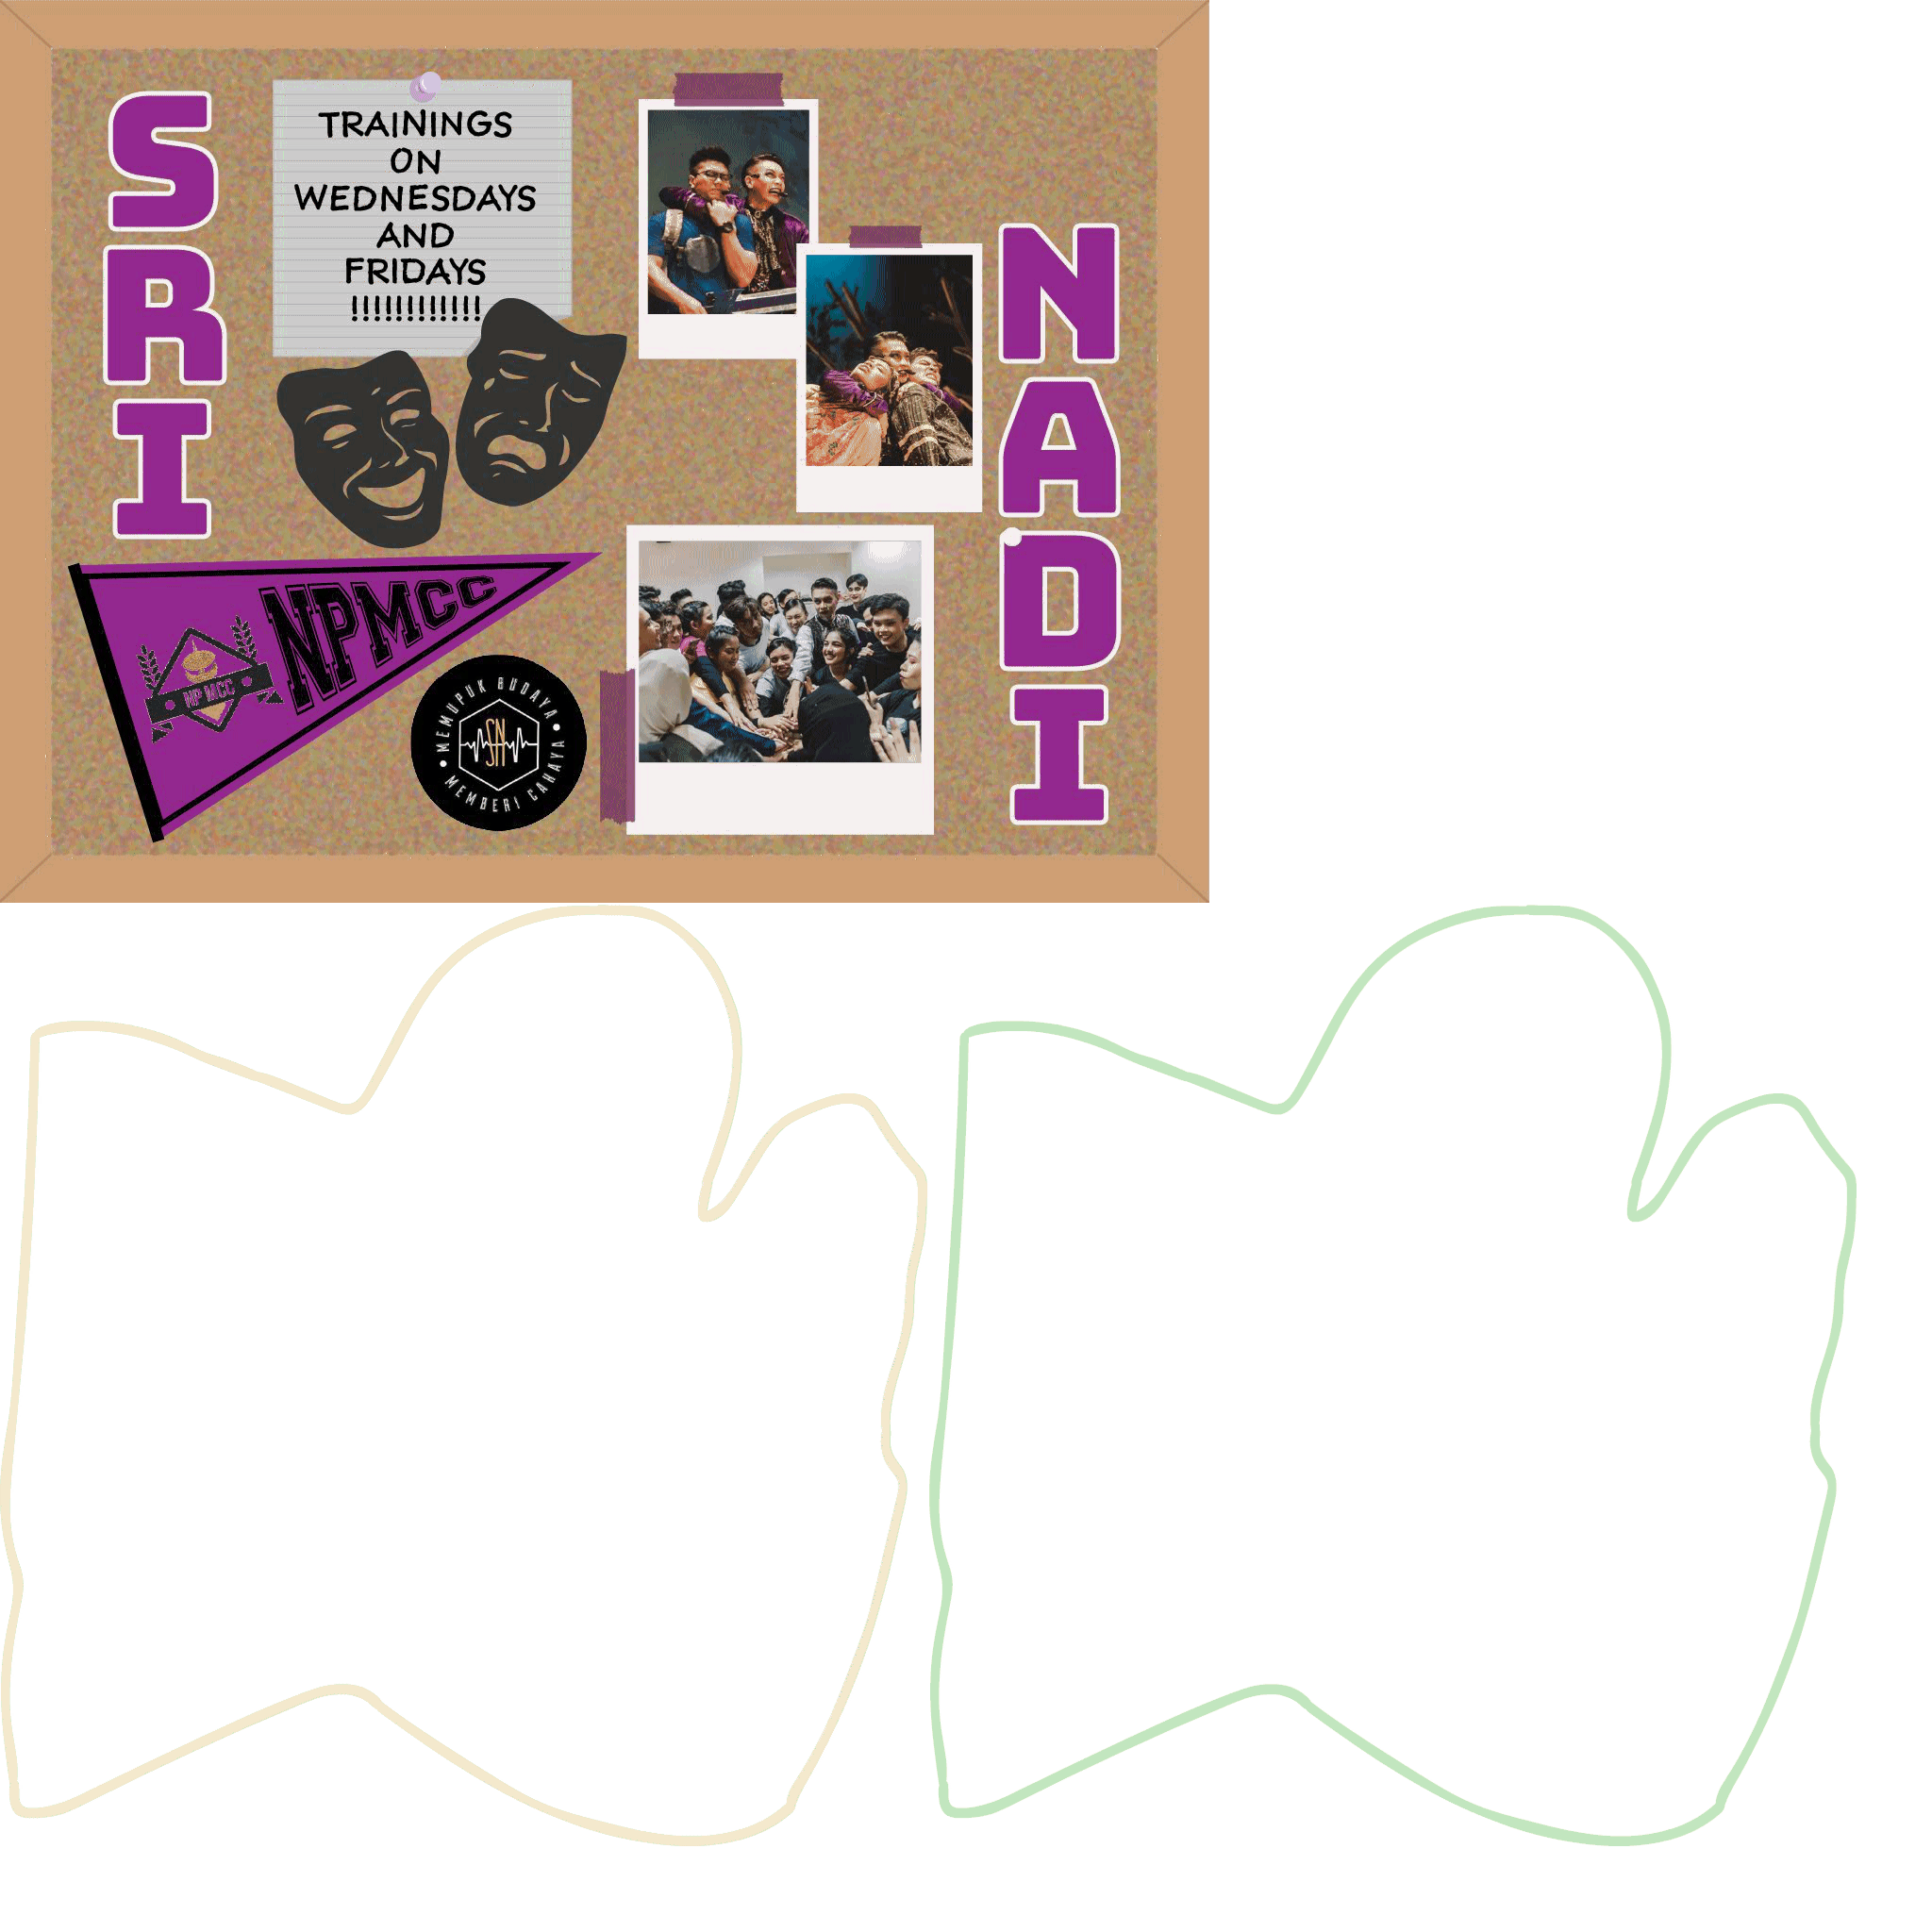 SRI
TRAININGS
ON
WEDNESDAYS
AND
FRIDAYS
!!!!!!!!!!!!
NADI
NPMCC
NP MCC
MEMUPUK BUDAYA
SN
MEMBERI CAHAYA